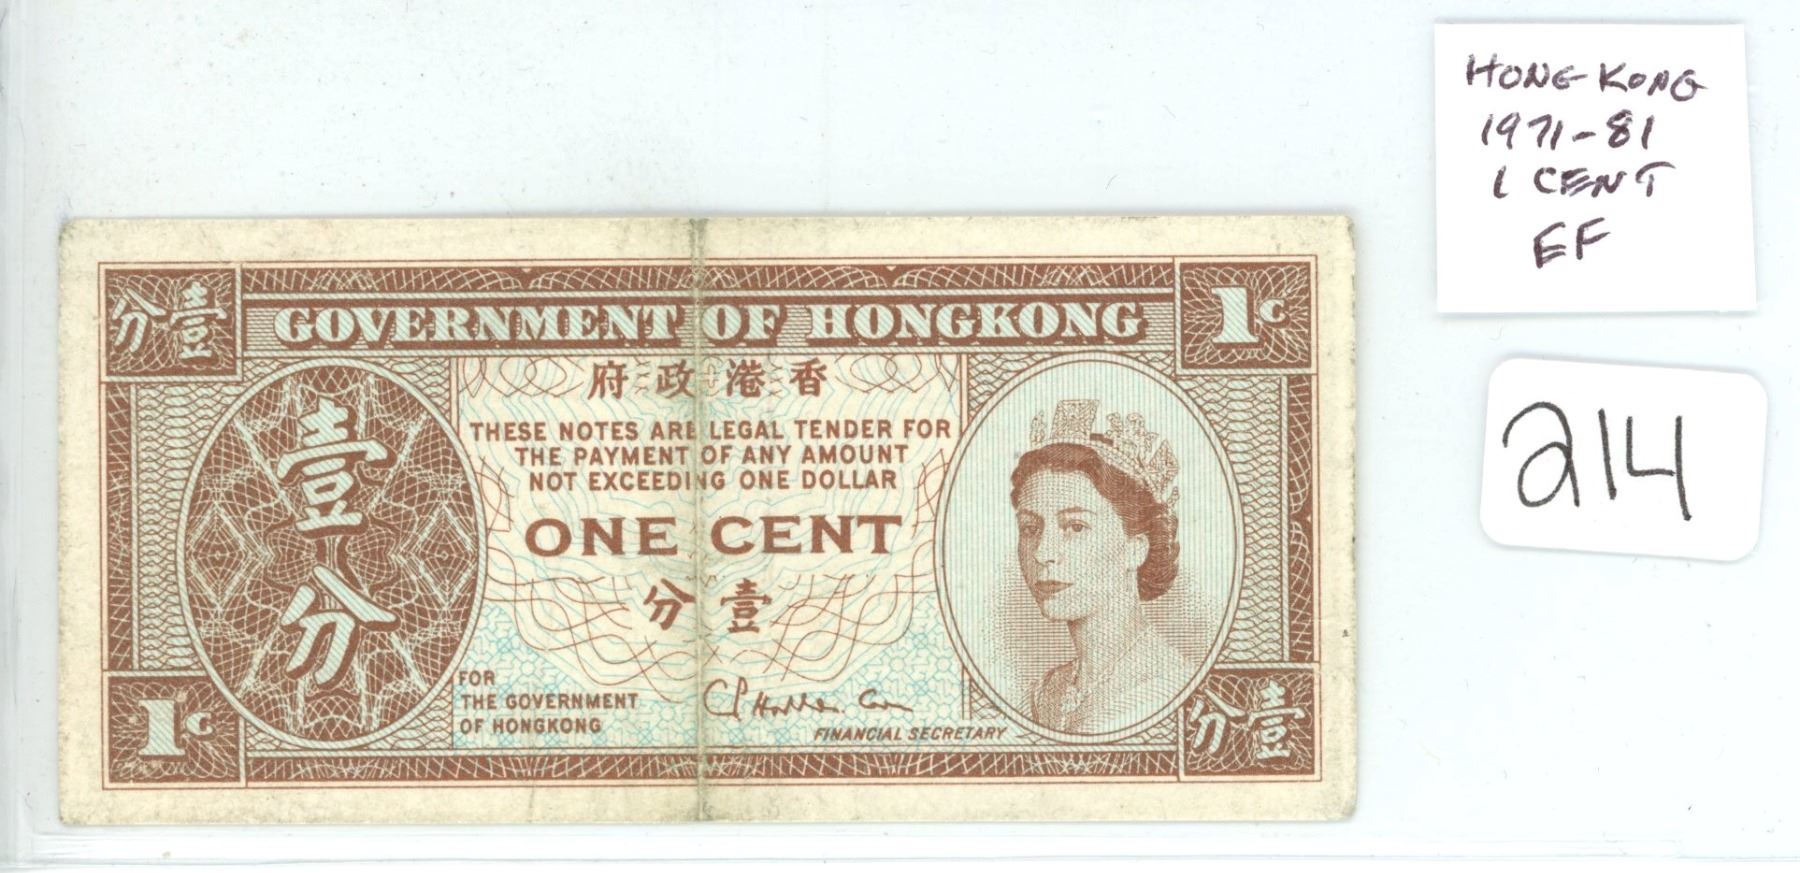 HONG KONG
1971-81
1 CENT
EF
214
分壹
GOVERNMENT OF HONGKONG
1¢
府政港香
THESE NOTES ARE LEGAL TENDER FOR
THE PAYMENT OF ANY AMOUNT
NOT EXCEEDING ONE DOLLAR
壹
分
ONE CENT
分壹
FOR
THE GOVERNMENT
OF HONGKONG
FINANCIAL SECRETARY
1¢
分壹